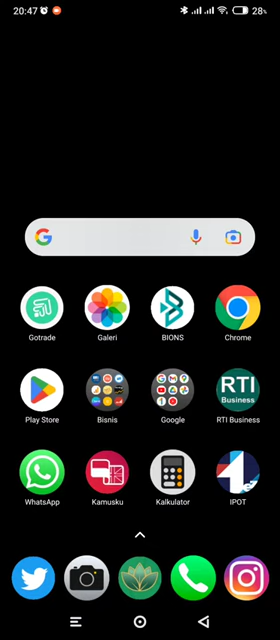 20:47
28%
Gotrade Galeri BIONS Chrome
RTI
Business
Play Store Bisnis Google RTI Business
WhatsApp Kamusku Kalkulator IPOT